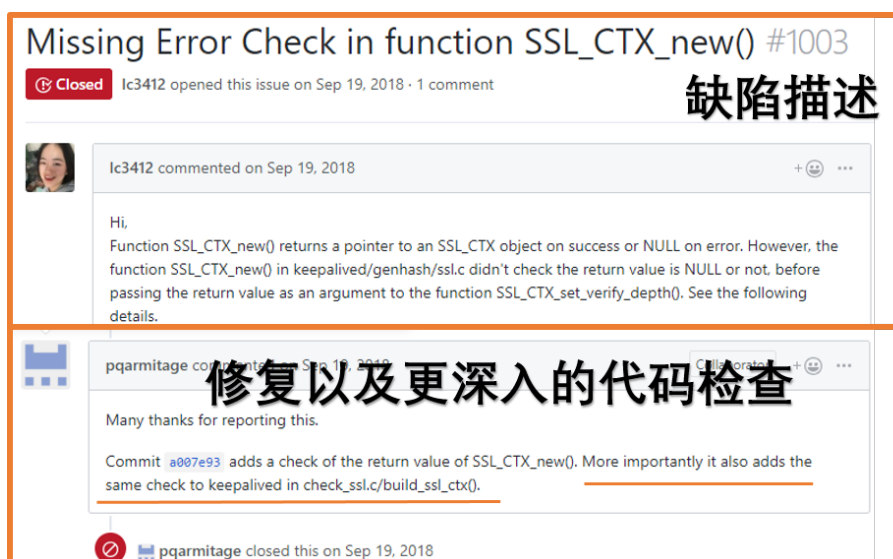 Missing Error Check in function SSL_CTX_new() #1003
Closed lc3412 opened this issue on Sep 19, 2018 · 1 comment
缺陷描述
lc3412 commented on Sep 19, 2018
Hi,
Function SSL_CTX_new() returns a pointer to an SSL_CTX object on success or NULL on error. However, the
function SSL_CTX_new() in keepalived/genhash/ssl.c didn't check the return value is NULL or not, before
passing the return value as an argument to the function SSL_CTX_set_verify_depth(). See the following
details.
pqarmitage commented on Sep 19, 2018 Collaborator
修复以及更深入的代码检查
Many thanks for reporting this.
Commit a007e93 adds a check of the return value of SSL_CTX_new(). More importantly it also adds the
same check to keepalived in check_ssl.c/build_ssl_ctx().
pqarmitage closed this on Sep 19, 2018